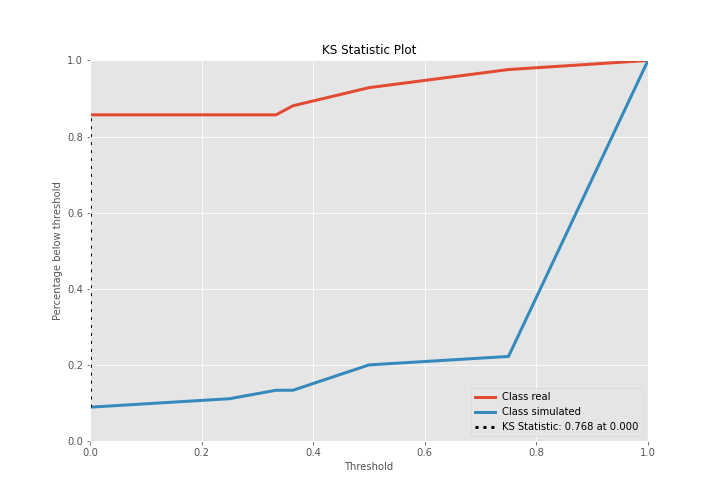 KS Statistic Plot
1.0
0.8
0.6
0.4
0.2
0.0
Percentage below threshold
Class real
Class simulated
KS Statistic: 0.768 at 0.000
0.0 0.2 0.4 0.6 0.8 1.0
Threshold